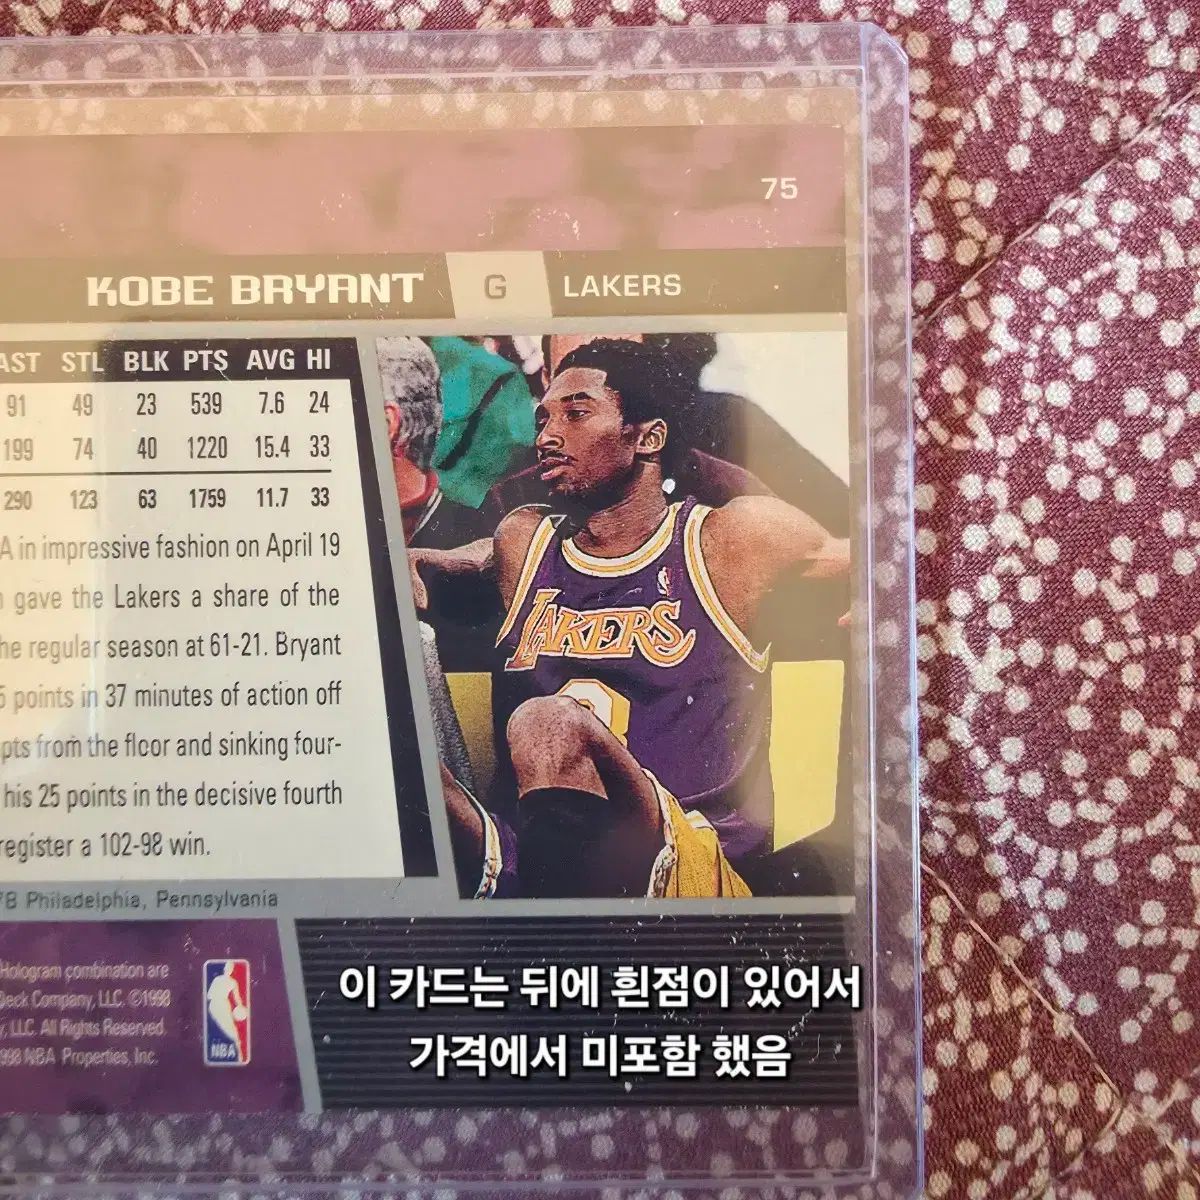 75
KOBE BRYANT G LAKERS
AST STL BLK PTS AVG HI
91 49 23 539 7.6 24
199 74 40 1220 15.4 33
290 123 63 1759 11.7 33
A in impressive fashion on April 19
gave the Lakers a share of the
he regular season at 61-21. Bryant
5 points in 37 minutes of action off
pts from the floor and sinking four-
his 25 points in the decisive fourth
register a 102-98 win.
78 Philadelphia, Pennsylvania
LAKERS
Hologram combination are
Deck Company, LLC. ©1998
, LLC. All Rights Reserved.
998 NBA Properties, Inc.
NBA
이 카드는 뒤에 흰점이 있어서
가격에서 미포함 했음